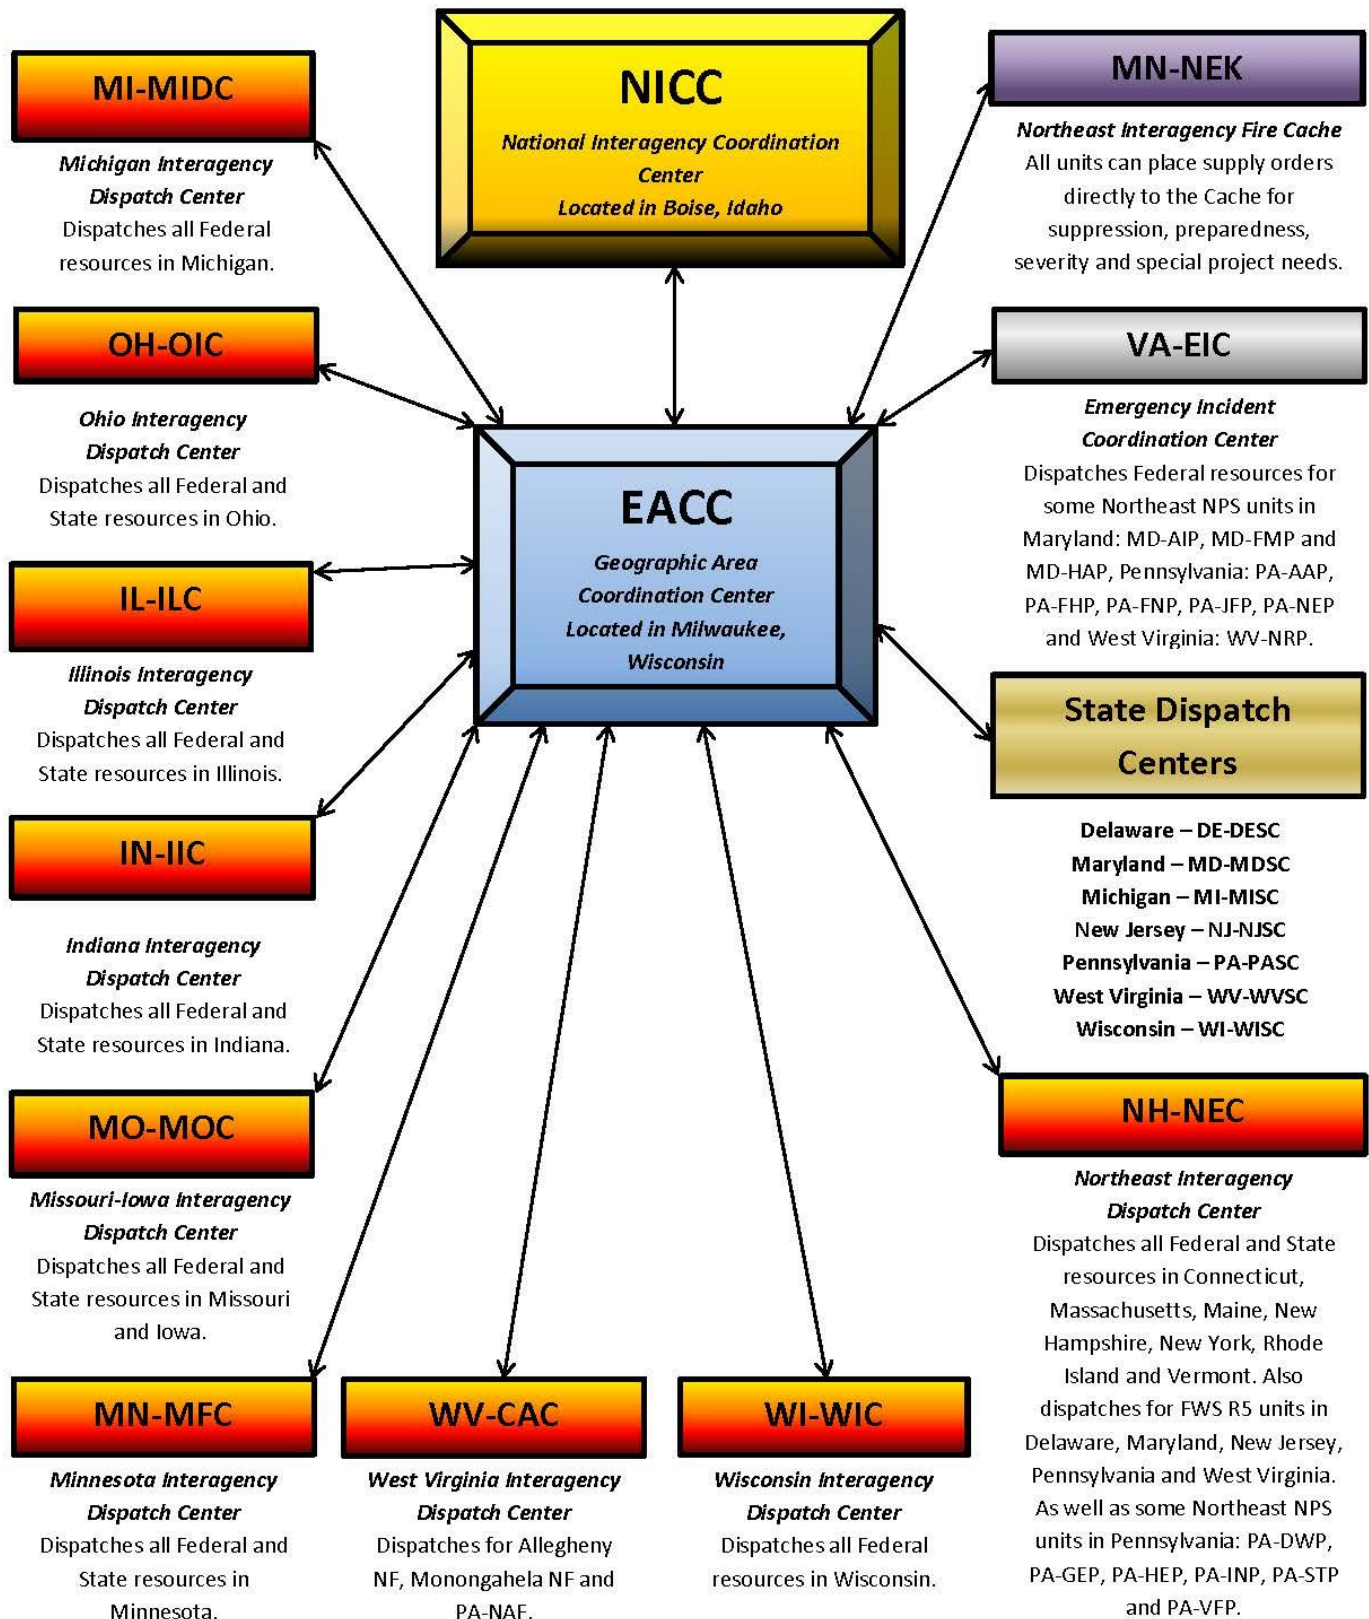 NICC
National Interagency Coordination
Center
Located in Boise, Idaho
MI-MIDC
Michigan Interagency
Dispatch Center
Dispatches all Federal
resources in Michigan.
OH-OIC
Ohio Interagency
Dispatch Center
Dispatches all Federal and
State resources in Ohio.
IL-ILC
Illinois Interagency
Dispatch Center
Dispatches all Federal and
State resources in Illinois.
IN-IIC
Indiana Interagency
Dispatch Center
Dispatches all Federal and
State resources in Indiana.
MO-MOC
Missouri-Iowa Interagency
Dispatch Center
Dispatches all Federal and
State resources in Missouri
and Iowa.
MN-MFC
Minnesota Interagency
Dispatch Center
Dispatches all Federal and
State resources in
Minnesota.
EACC
Geographic Area
Coordination Center
Located in Milwaukee,
Wisconsin
WV-CAC
West Virginia Interagency
Dispatch Center
Dispatches for Allegheny
NF, Monongahela NF and
PA-NAF.
WI-WIC
Wisconsin Interagency
Dispatch Center
Dispatches all Federal
resources in Wisconsin.
MN-NEK
Northeast Interagency Fire Cache
All units can place supply orders
directly to the Cache for
suppression, preparedness,
severity and special project needs.
VA-EIC
Emergency Incident
Coordination Center
Dispatches Federal resources for
some Northeast NPS units in
Maryland: MD-AIP, MD-FMP and
MD-HAP, Pennsylvania: PA-AAP,
PA-FHP, PA-FNP, PA-JFP, PA-NEP
and West Virginia: WV-NRP.
State Dispatch
Centers
Delaware – DE-DESC
Maryland – MD-MDSC
Michigan – MI-MISC
New Jersey – NJ-NJSC
Pennsylvania – PA-PASC
West Virginia – WV-WVSC
Wisconsin – WI-WISC
NH-NEC
Northeast Interagency
Dispatch Center
Dispatches all Federal and State
resources in Connecticut,
Massachusetts, Maine, New
Hampshire, New York, Rhode
Island and Vermont. Also
dispatches for FWS R5 units in
Delaware, Maryland, New Jersey,
Pennsylvania and West Virginia.
As well as some Northeast NPS
units in Pennsylvania: PA-DWP,
PA-GEP, PA-HEP, PA-INP, PA-STP
and PA-VFP.